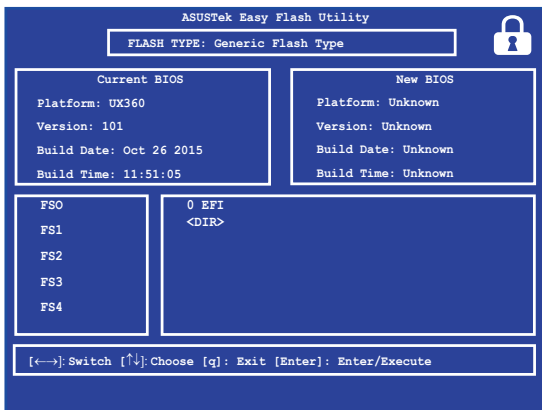 ASUSTek Easy Flash Utility
FLASH TYPE: Generic Flash Type
Current BIOS
Platform: UX360
Version: 101
Build Date: Oct 26 2015
Build Time: 11:51:05
New BIOS
Platform: Unknown
Version: Unknown
Build Date: Unknown
Build Time: Unknown
FSO
FS1
FS2
FS3
FS4
0 EFI
<DIR>
[←→]: Switch [↑↓]: Choose [q]: Exit [Enter]: Enter/Execute